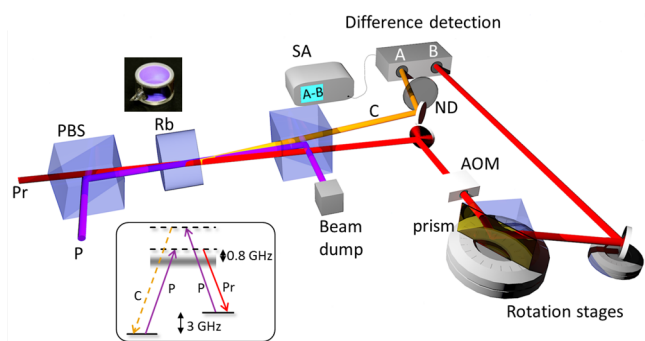 Difference detection
SA
A
B
A-B
C
ND
PBS
Rb
AOM
Pr
P
Beam
dump
prism
0.8 GHz
C
P
P
Pr
3 GHz
Rotation stages